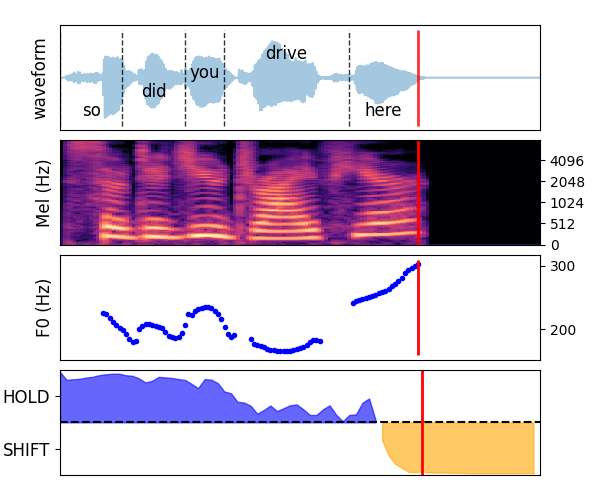 waveform
so
did
you
drive
here
Mel (Hz)
4096
2048
1024
512
0
F0 (Hz)
300
200
HOLD
SHIFT